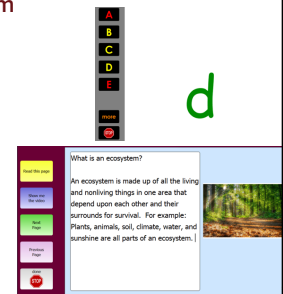 m
A
B
C
D
E
more
STOP
d
Read this page
Show me
the video
Next
Page
Previous
Page
done
STOP
What is an ecosystem?
An ecosystem is made up of all the living
and nonliving things in one area that
depend upon each other and their
surrounds for survival. For example:
Plants, animals, soil, climate, water, and
sunshine are all parts of an ecosystem.